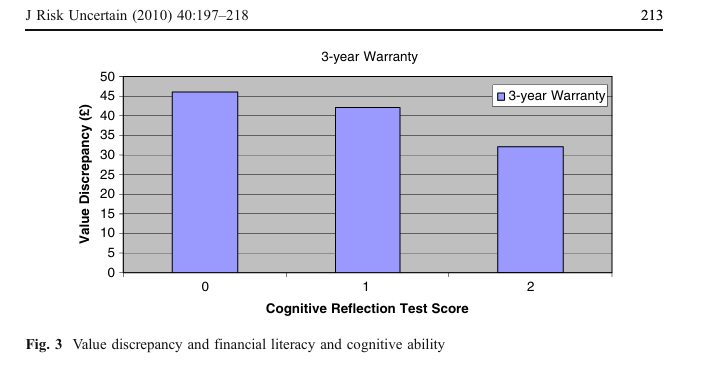 J Risk Uncertain (2010) 40:197–218 213
3-year Warranty
50
45
40
35
30
25
20
15
10
5
0
Value Discrepancy (£)
3-year Warranty
0 1 2
Cognitive Reflection Test Score
Fig. 3 Value discrepancy and financial literacy and cognitive ability